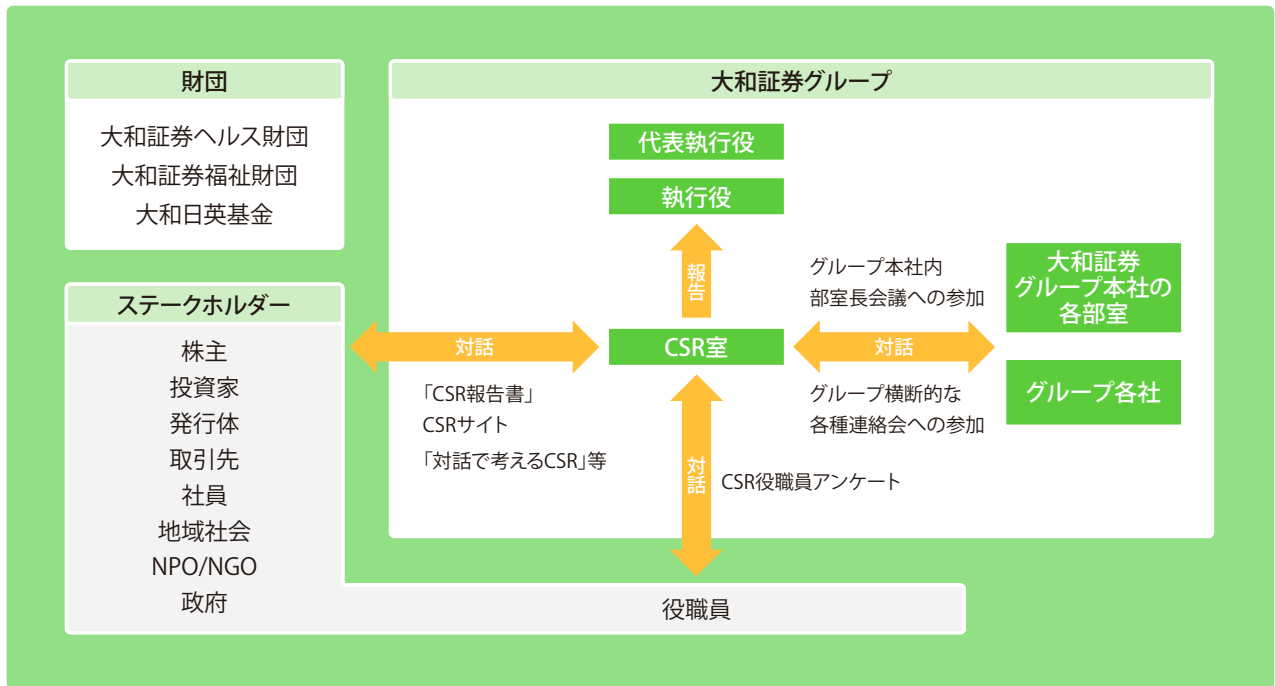 財団
大和証券ヘルス財団
大和証券福祉財団
大和日英基金
ステークホルダー
株主
投資家
発行体
取引先
社員
地域社会
NPO/NGO
政府
役職員
大和証券グループ
代表執行役
執行役
報告
対話
CSR室
対話
「CSR報告書」
CSRサイト
「対話で考えるCSR」等
グループ本社内
部室長会議への参加
グループ横断的な
各種連絡会への参加
大和証券
グループ本社の
各部室
グループ各社
対話
CSR役職員アンケート